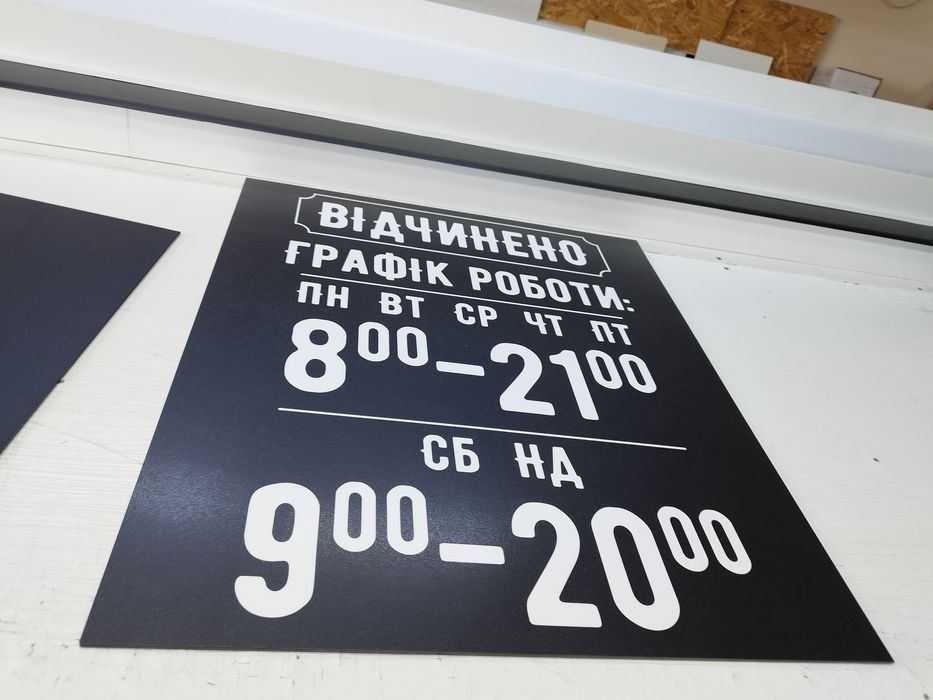 ВІДЧИНЕНО
ГРАФІК РОБОТИ:
ПН ВТ СР ЧТ ПТ
8⁰⁰–21⁰⁰
СБ НД
9⁰⁰–20⁰⁰